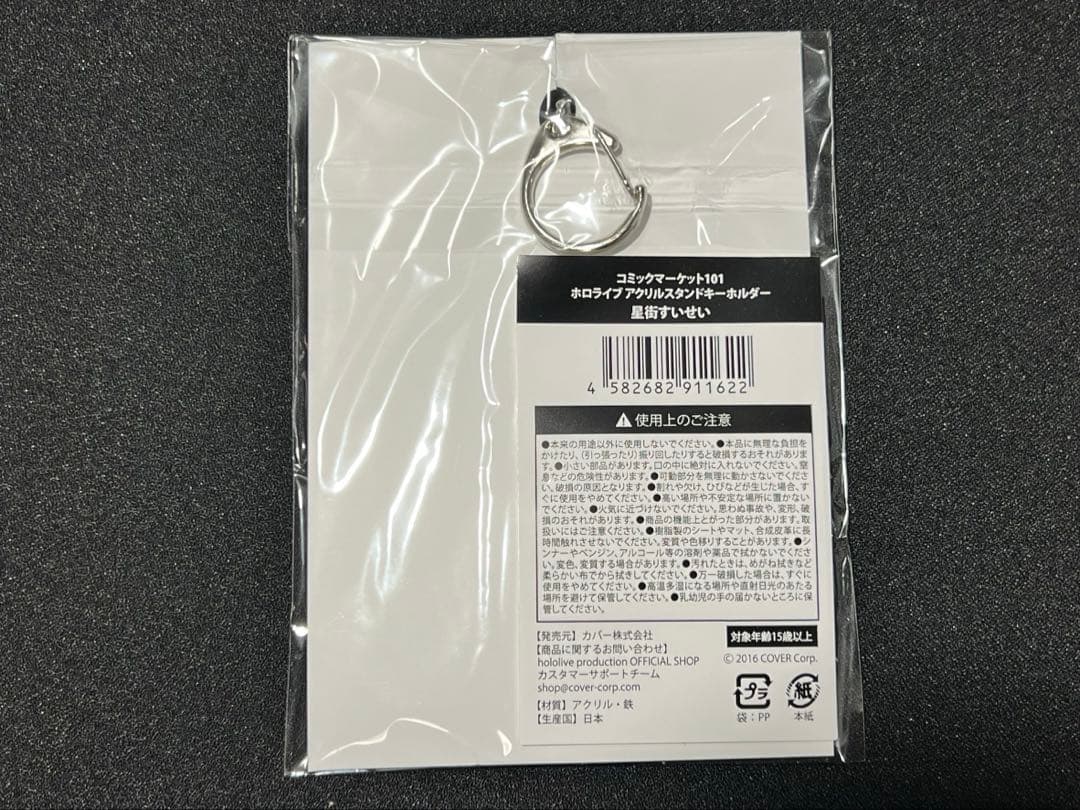 コミックマーケット101
ホロライブ アクリルスタンドキーホルダー
星街すいせい
4 582682 911622
使用上のご注意
●本来の用途以外に使用しないでください。●本品に無理な負担を
かけたり、(引っ張ったり)振り回したりすると破損するおそれがありま
す。●小さい部品があります。口の中に絶対に入れないでください。窒
息などの危険性があります。●可動部分を無理に動かさないでくださ
い。破損の原因となります。●割れや欠け、ひびなどが生じた場合、す
ぐに使用をやめてください。●高い場所や不安定な場所に置かない
でください。●火気に近づけないでください。思わぬ事故や、変形、破
損のおそれがあります。●商品の機能上とがった部分があります。取
扱いにはご注意ください。●樹脂製のシートやマット、合成皮革に長
時間触れさせないでください。変質や色移りすることがあります。●シ
ンナーやベンジン、アルコール等の溶剤や薬品で拭かないでくださ
い。変色、変質する場合があります。●汚れたときは、めがね拭きなど
柔らかい布でから拭きしてください。●万一破損した場合は、すぐに
使用をやめてください。●高温多湿になる場所や直射日光のあたる
場所を避けて保管してください。●乳幼児の手の届かないところに保
管してください。
【発売元】カバー株式会社
【商品に関するお問い合わせ】
hololive production OFFICIAL SHOP
カスタマーサポートチーム
shop@cover-corp.com
【材質】アクリル・鉄
【生産国】日本
対象年齢15歳以上
© 2016 COVER Corp.
プラ
袋：PP
紙
本紙